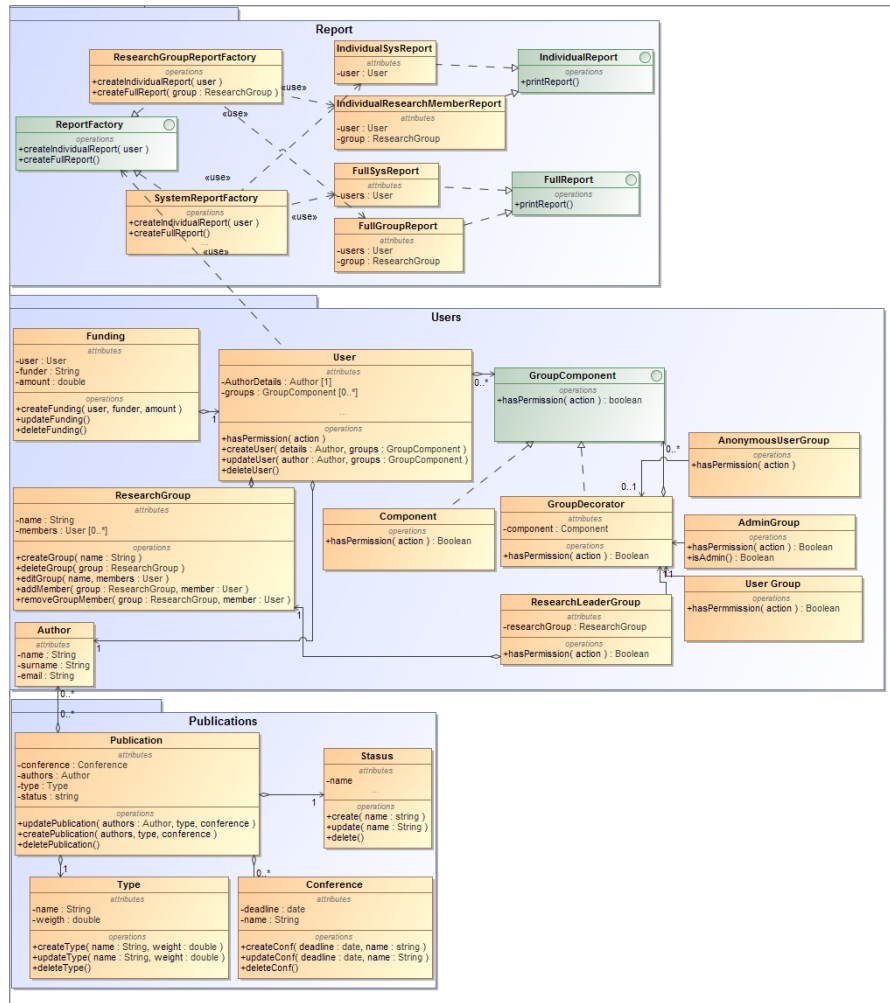 Report
ResearchGroupReportFactory
operations
+createIndividualReport( user )
+createFullReport( group : ResearchGroup )
IndividualSysReport
attributes
-user : User
IndividualReport
operations
+printReport()
«use»
«use»
IndividualResearchMemberReport
attributes
-user : User
-group : ResearchGroup
ReportFactory
operations
+createIndividualReport( user )
+createFullReport()
«use»
FullSysReport
attributes
-users : User
FullReport
operations
+printReport()
SystemReportFactory
operations
+createIndividualReport( user )
+createFullReport()
...
«use»
«use»
FullGroupReport
attributes
-users : User
-group : ResearchGroup
Users
Funding
attributes
-user : User
-funder : String
-amount : double
operations
+createFunding( user, funder, amount )
+updateFunding()
+deleteFunding()
1
User
attributes
-AuthorDetails : Author [1]
-groups : GroupComponent [0..*]
...
operations
+hasPermission( action )
+createUser( details : Author, groups : GroupComponent )
+updateUser( author : Author, groups : GroupComponent )
+deleteUser()
0..*
GroupComponent
operations
+hasPermission( action ) : boolean
0..*
AnonymousUserGroup
operations
+hasPermission( action )
0..1
ResearchGroup
attributes
-name : String
-members : User [0..*]
operations
+createGroup( name : String )
+deleteGroup( group : ResearchGroup )
+editGroup( name, members : User )
+addMember( group : ResearchGroup, member : User )
+removeGroupMember( group : ResearchGroup, member : User )
1
Component
operations
+hasPermission( action ) : Boolean
GroupDecorator
attributes
-component : Component
operations
+hasPermission( action ) : Boolean
AdminGroup
operations
+hasPermission( action ) : Boolean
+isAdmin() : Boolean
User Group
operations
+hasPermmission( action ) : Boolean
ResearchLeaderGroup
attributes
-researchGroup : ResearchGroup
operations
+hasPermission( action ) : Boolean
Author
attributes
-name : String
-surname : String
-email : String
1
0..*
0..*
Publications
Publication
attributes
-conference : Conference
-authors : Author
-type : Type
-status : string
operations
+updatePublication( authors : Author, type, conference )
+createPublication( authors, type, conference )
+deletePublication()
1
Stasus
attributes
-name
...
operations
+create( name : string )
+update( name : String )
+delete()
1
0..*
Type
attributes
-name : String
-weigth : double
operations
+createType( name : String, weight : double )
+updateType( name : String, weight : double )
+deleteType()
Conference
attributes
-deadline : date
-name : String
operations
+createConf( deadline : date, name : string )
+updateConf( deadline : date, name : String )
+deleteConf()